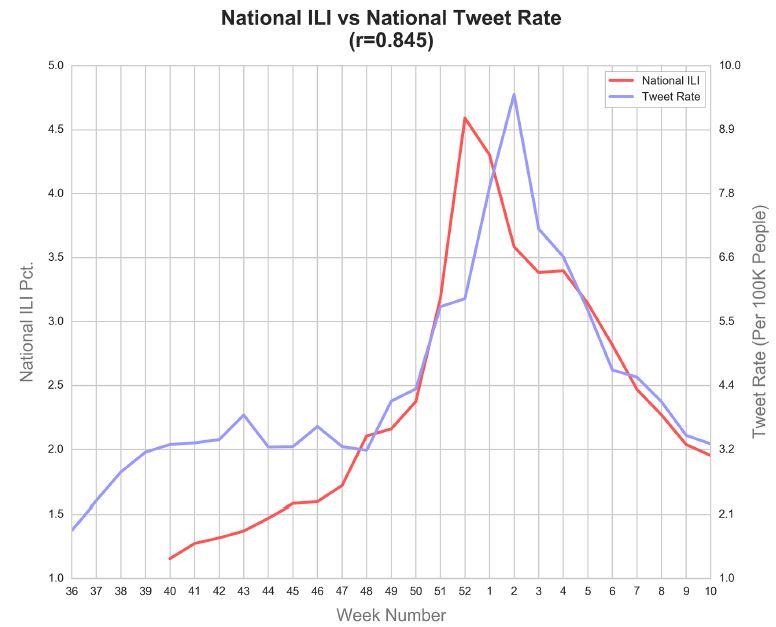 National ILI vs National Tweet Rate
(r=0.845)
National ILI
Tweet Rate
5.0
4.5
4.0
3.5
3.0
2.5
2.0
1.5
1.0
National ILI Pct.
10.0
8.9
7.8
6.6
5.5
4.4
3.2
2.1
1.0
Tweet Rate (Per 100K People)
36 37 38 39 40 41 42 43 44 45 46 47 48 49 50 51 52 1 2 3 4 5 6 7 8 9 10
Week Number